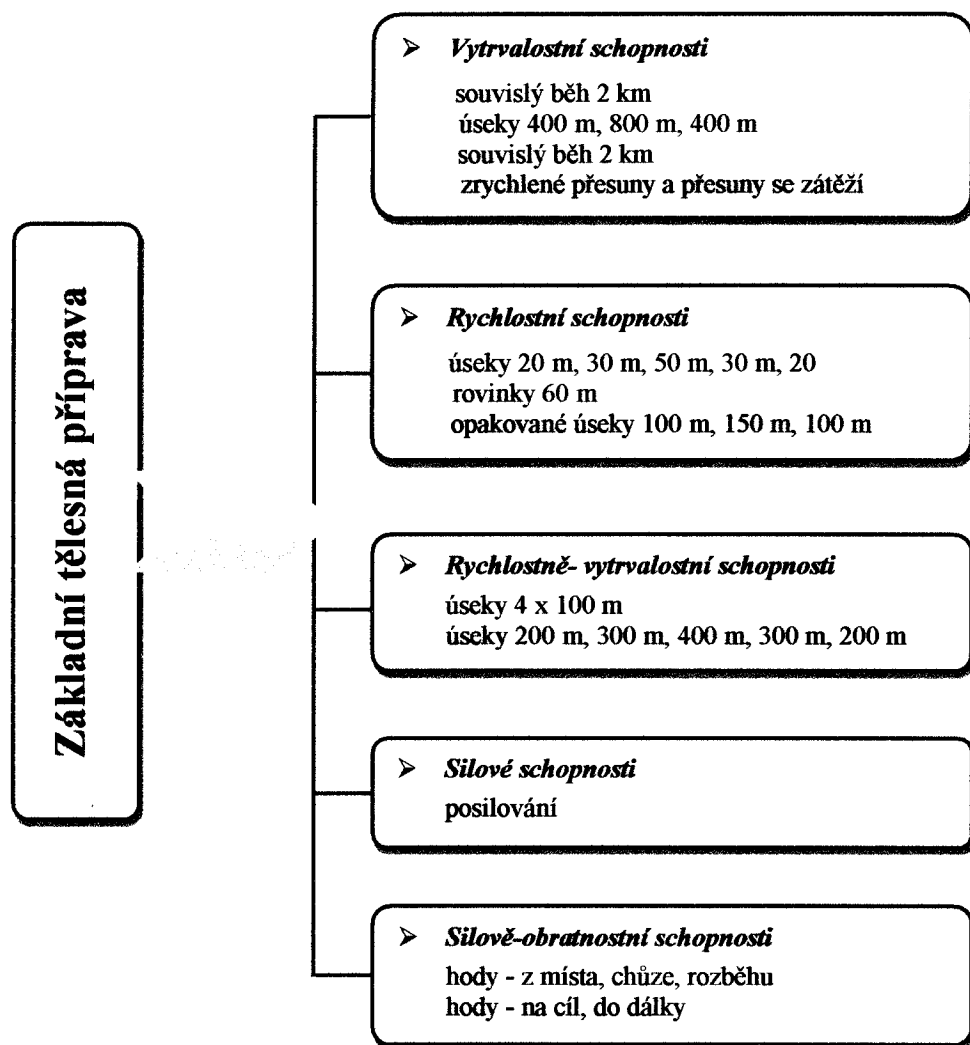 Základní tělesná příprava
➢ Vytrvalostní schopnosti
souvislý běh 2 km
úseky 400 m, 800 m, 400 m
souvislý běh 2 km
zrychlené přesuny a přesuny se zátěží
➢ Rychlostní schopnosti
úseky 20 m, 30 m, 50 m, 30 m, 20
rovinky 60 m
opakované úseky 100 m, 150 m, 100 m
➢ Rychlostně- vytrvalostní schopnosti
úseky 4 x 100 m
úseky 200 m, 300 m, 400 m, 300 m, 200 m
➢ Silové schopnosti
posilování
➢ Silově-obratnostní schopnosti
hody - z místa, chůze, rozběhu
hody - na cíl, do dálky